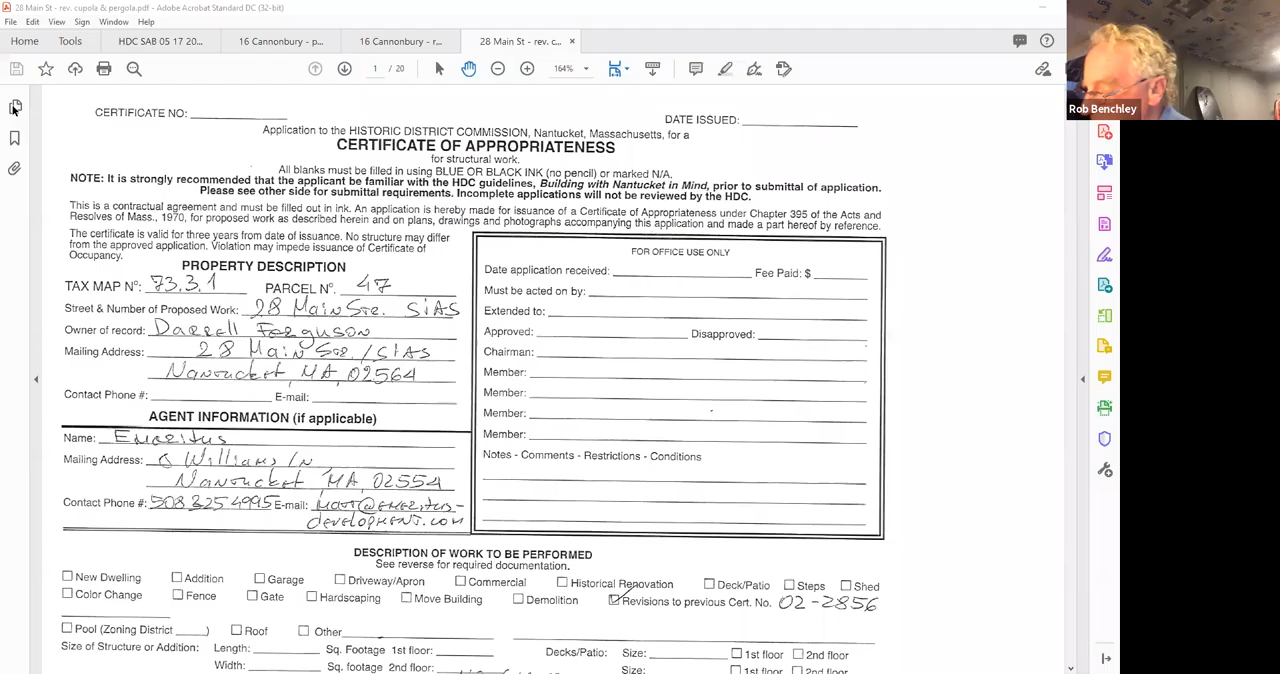 28 Main St - rev. cupola & pergola.pdf - Adobe Acrobat Standard DC (32-bit)
File Edit View Sign Window Help
Home Tools HDC SAB 05 17 20... 16 Cannonbury - p... 16 Cannonbury - r... 28 Main St - rev. c... ×
1 / 20 164%
Rob Benchley
CERTIFICATE NO:
DATE ISSUED:
Application to the HISTORIC DISTRICT COMMISSION, Nantucket, Massachusetts, for a
CERTIFICATE OF APPROPRIATENESS
for structural work.
All blanks must be filled in using BLUE OR BLACK INK (no pencil) or marked N/A.
NOTE: It is strongly recommended that the applicant be familiar with the HDC guidelines, Building with Nantucket in Mind, prior to submittal of application.
Please see other side for submittal requirements. Incomplete applications will not be reviewed by the HDC.
This is a contractual agreement and must be filled out in ink. An application is hereby made for issuance of a Certificate of Appropriateness under Chapter 395 of the Acts and
Resolves of Mass., 1970, for proposed work as described herein and on plans, drawings and photographs accompanying this application and made a part hereof by reference.
The certificate is valid for three years from date of issuance. No structure may differ
from the approved application. Violation may impede issuance of Certificate of
Occupancy.
PROPERTY DESCRIPTION
TAX MAP N°: 73.3.1 PARCEL N°. 47
Street & Number of Proposed Work: 28 Main Str. SIAS
Owner of record: Darrell Ferguson
Mailing Address: 28 Main Str. / SIAS
Nantucket, MA, 02564
Contact Phone #: E-mail:
AGENT INFORMATION (if applicable)
Name: Emeritus
Mailing Address: 8 Williams Ln
Nantucket MA, 02554
Contact Phone #: 508 325 4995 E-mail: matt@emeritus-
development.com
FOR OFFICE USE ONLY
Date application received: Fee Paid: $
Must be acted on by:
Extended to:
Approved: Disapproved:
Chairman:
Member:
Member:
Member:
Member:
Notes - Comments - Restrictions - Conditions
DESCRIPTION OF WORK TO BE PERFORMED
See reverse for required documentation.
New Dwelling Addition Garage Driveway/Apron Commercial Historical Renovation Deck/Patio Steps Shed
Color Change Fence Gate Hardscaping Move Building Demolition Revisions to previous Cert. No. 02-2856
Pool (Zoning District ) Roof Other
Size of Structure or Addition: Length: Sq. Footage 1st floor: Decks/Patio: Size: 1st floor 2nd floor
Width: Sq. footage 2nd floor: Size: 1st floor 2nd floor